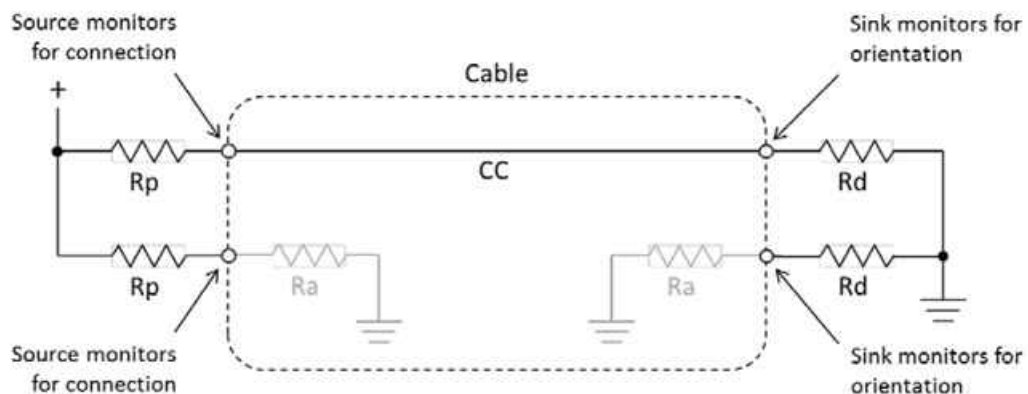 Source monitors
for connection
Sink monitors for
orientation
Cable
+
Rp
CC
Rd
Rp
Ra
Ra
Rd
Source monitors
for connection
Sink monitors for
orientation